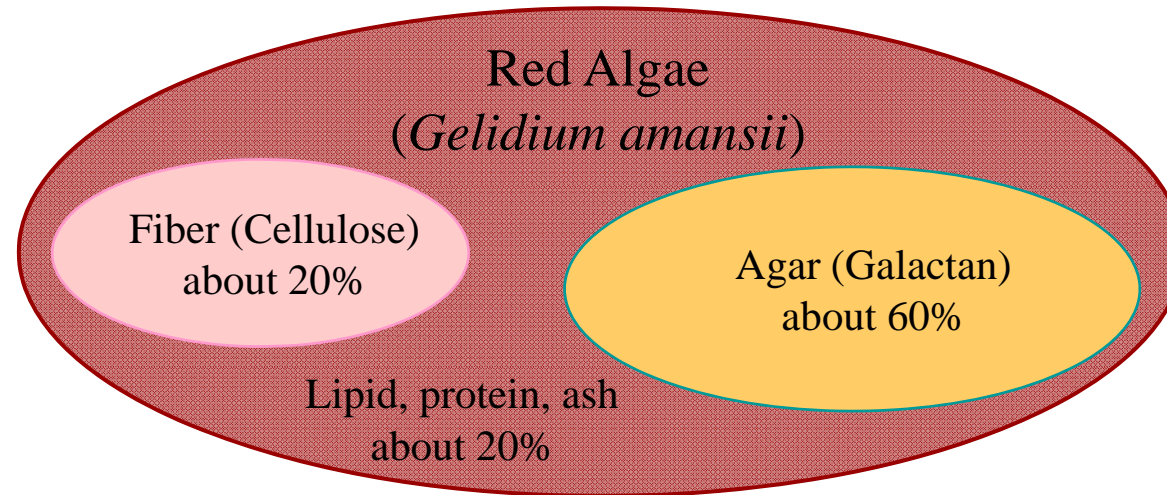 Red Algae
(Gelidium amansii)
Fiber (Cellulose)
about 20%
Agar (Galactan)
about 60%
Lipid, protein, ash
about 20%